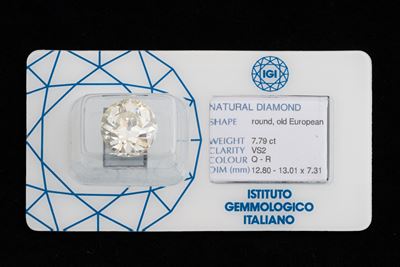 IGI
NATURAL DIAMOND
SHAPE round, old European
WEIGHT 7.79 ct
CLARITY VS2
COLOUR Q - R
DIM (mm) 12.80 - 13.01 x 7.31
ISTITUTO
GEMMOLOGICO
ITALIANO